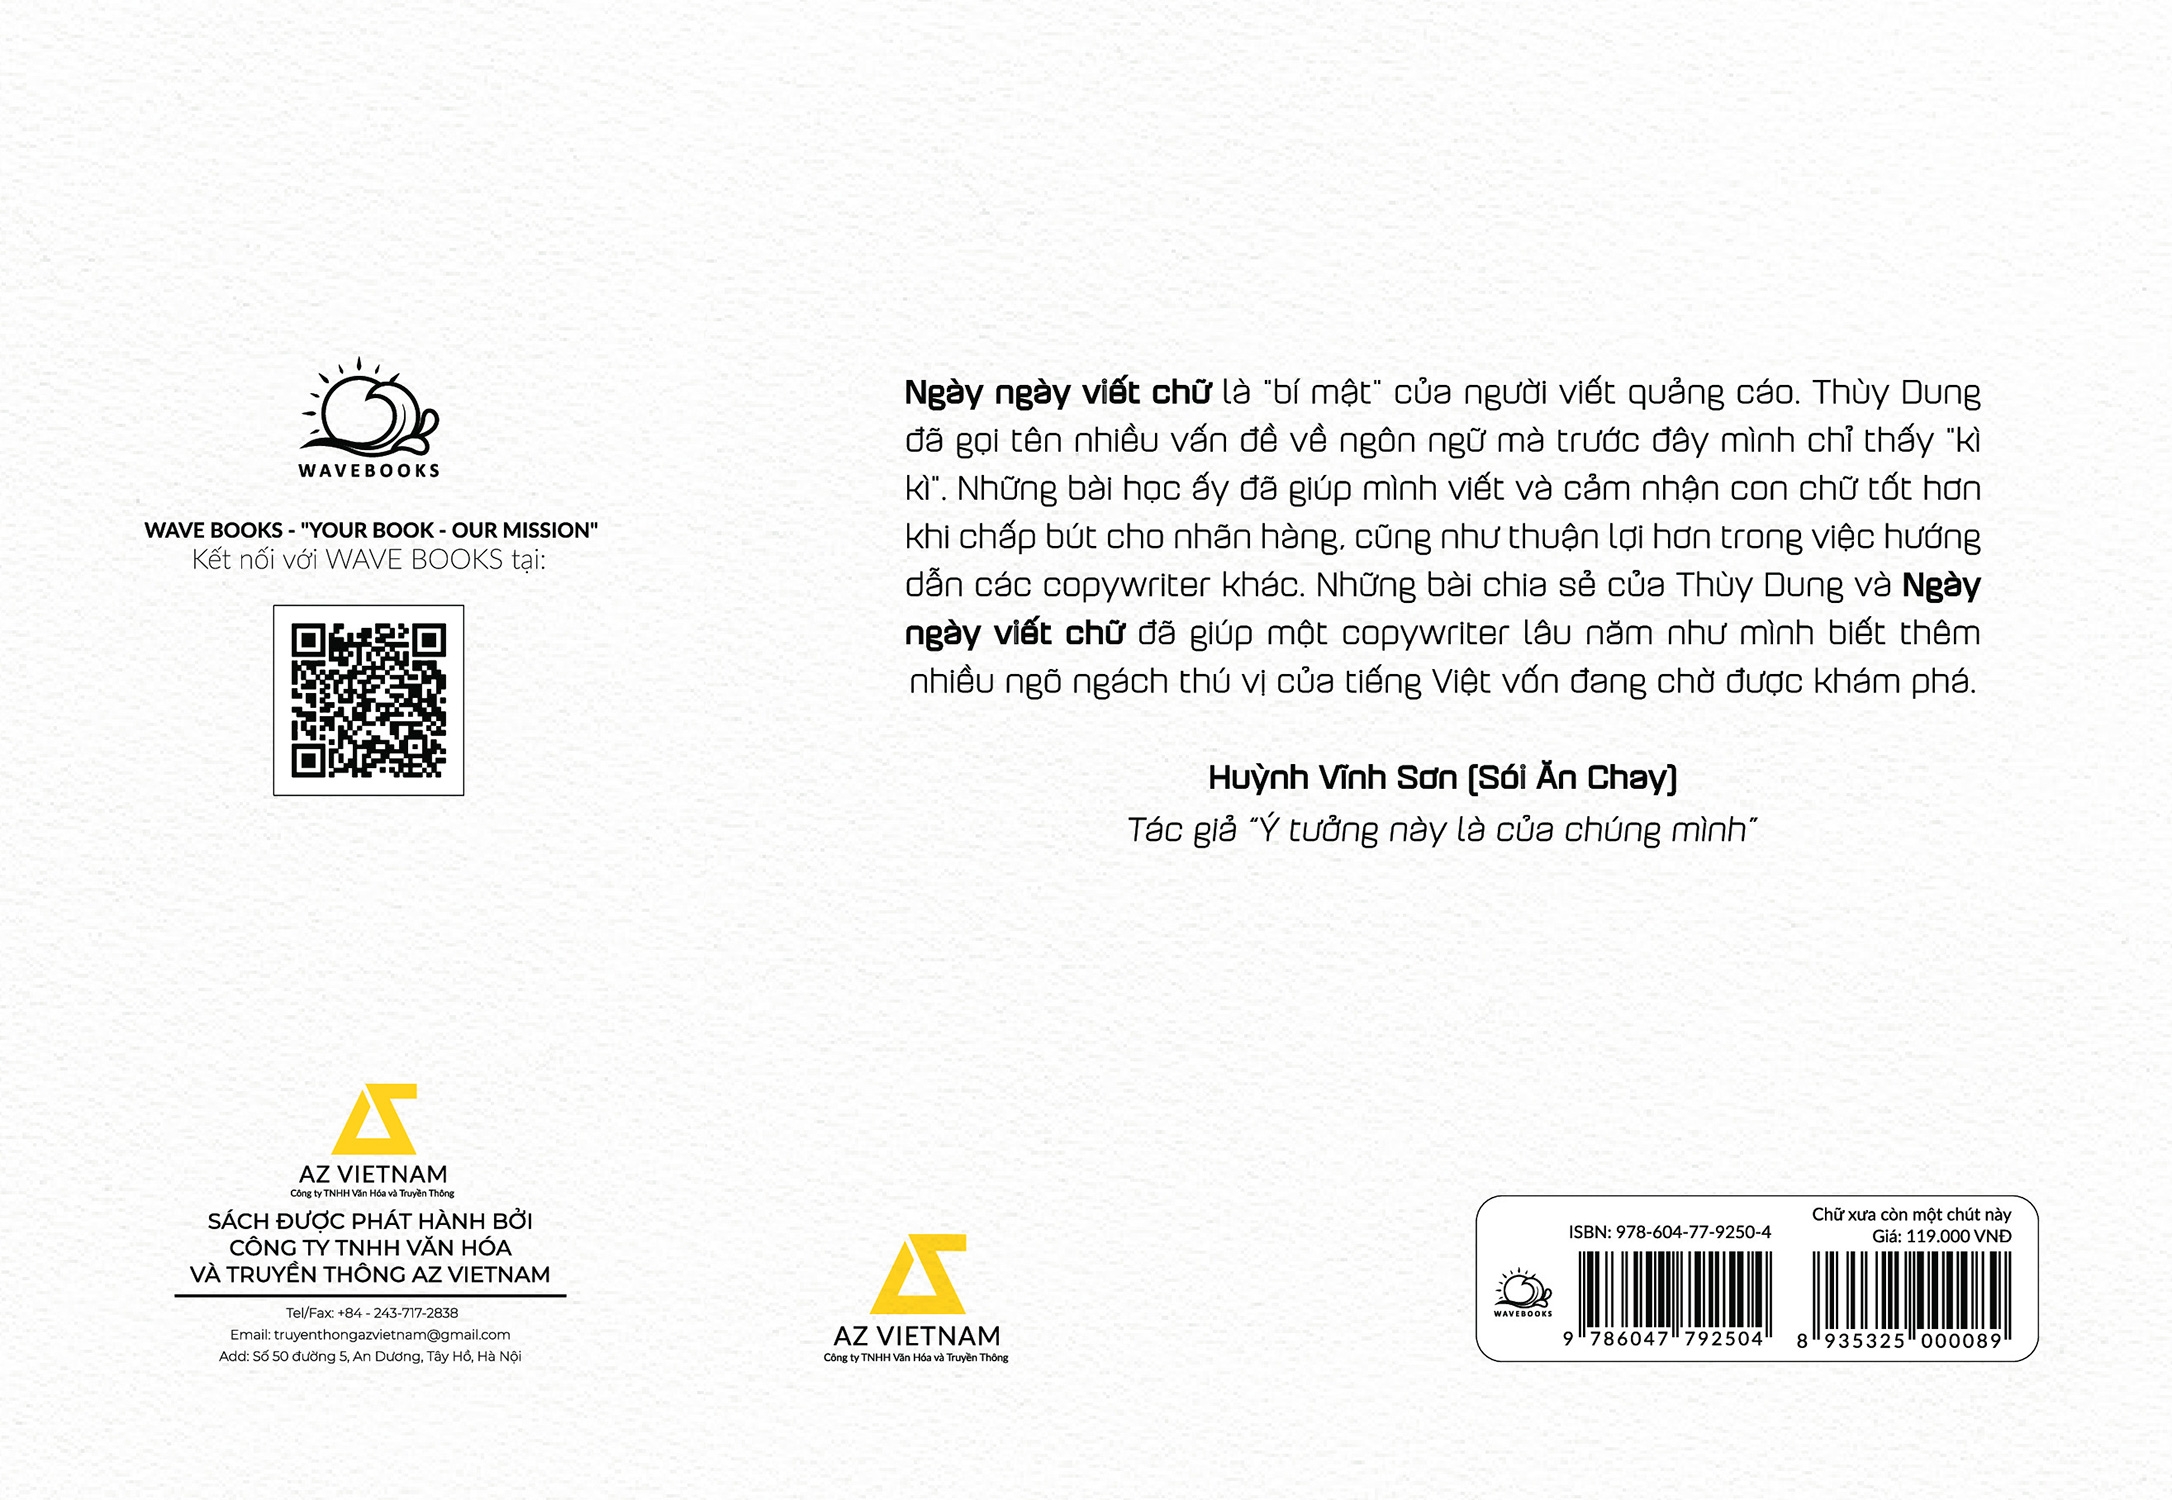 WAVEBOOKS
WAVE BOOKS - "YOUR BOOK - OUR MISSION"
Kết nối với WAVE BOOKS tại:
AZ VIETNAM
Công ty TNHH Văn Hóa và Truyền Thông
SÁCH ĐƯỢC PHÁT HÀNH BỞI
CÔNG TY TNHH VĂN HÓA
VÀ TRUYỀN THÔNG AZ VIETNAM
Tel/Fax: +84 - 243-717-2838
Email: truyenthongazvietnam@gmail.com
Add: Số 50 đường 5, An Dương, Tây Hồ, Hà Nội
Ngày ngày viết chữ là "bí mật" của người viết quảng cáo. Thùy Dung
đã gọi tên nhiều vấn đề về ngôn ngữ mà trước đây mình chỉ thấy "kì
kì". Những bài học ấy đã giúp mình viết và cảm nhận con chữ tốt hơn
khi chấp bút cho nhãn hàng, cũng như thuận lợi hơn trong việc hướng
dẫn các copywriter khác. Những bài chia sẻ của Thùy Dung và Ngày
ngày viết chữ đã giúp một copywriter lâu năm như mình biết thêm
nhiều ngõ ngách thú vị của tiếng Việt vốn đang chờ được khám phá.
Huỳnh Vĩnh Sơn (Sói Ăn Chay)
Tác giả “Ý tưởng này là của chúng mình”
AZ VIETNAM
Công ty TNHH Văn Hóa và Truyền Thông
WAVEBOOKS
ISBN: 978-604-77-9250-4
9 786047 792504
Chữ xưa còn một chút này
Giá: 119.000 VNĐ
8 935325 000089